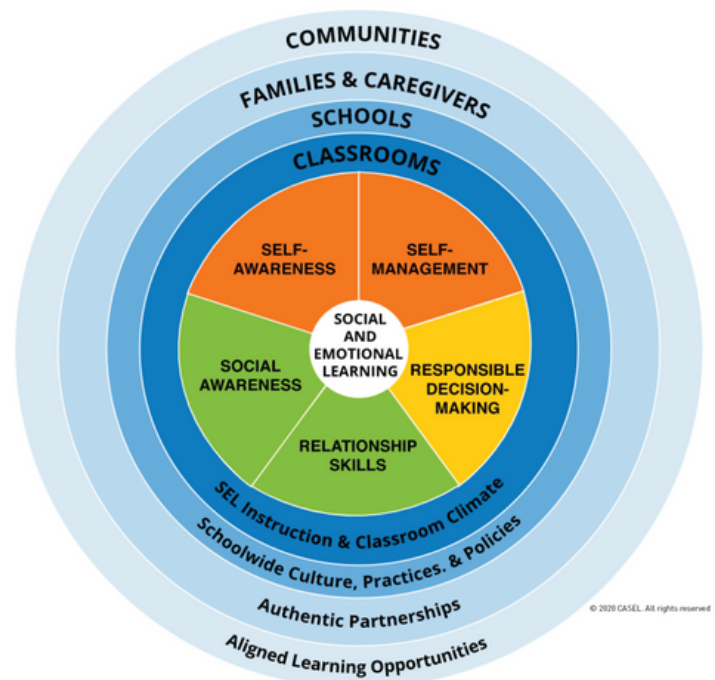 COMMUNITIES
FAMILIES & CAREGIVERS
SCHOOLS
CLASSROOMS
SELF-
AWARENESS
SELF-
MANAGEMENT
SOCIAL
AND
EMOTIONAL
LEARNING
SOCIAL
AWARENESS
RESPONSIBLE
DECISION-
MAKING
RELATIONSHIP
SKILLS
SEL Instruction & Classroom Climate
Schoolwide Culture, Practices. & Policies
Authentic Partnerships
Aligned Learning Opportunities
© 2020 CASEL. All rights reserved